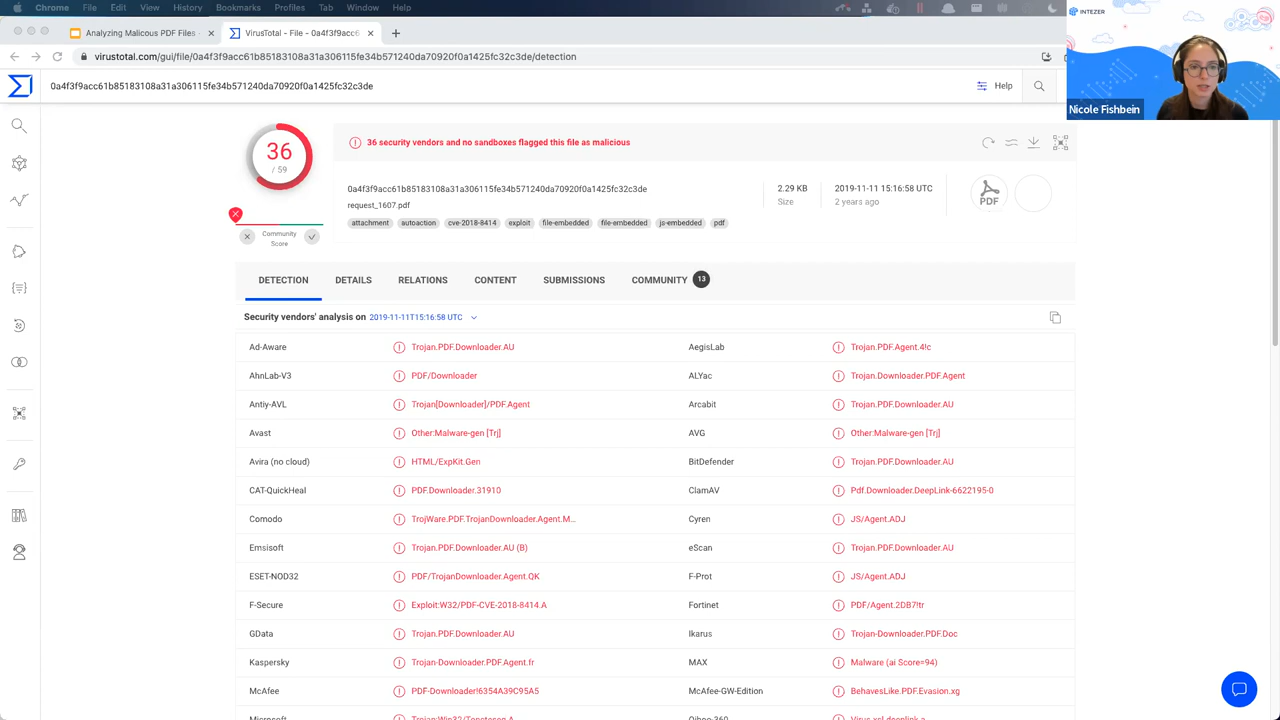 INTEZER
Nicole Fishbein
Analyzing Malicous PDF Files
VirusTotal - File - 0a4f3f9acc6
virustotal.com/gui/file/0a4f3f9acc61b85183108a31a306115fe34b571240da70920f0a1425fc32c3de/detection
0a4f3f9acc61b85183108a31a306115fe34b571240da70920f0a1425fc32c3de
Help
36
/ 59
36 security vendors and no sandboxes flagged this file as malicious
0a4f3f9acc61b85183108a31a306115fe34b571240da70920f0a1425fc32c3de
request_1607.pdf
2.29 KB
Size
2019-11-11 15:16:58 UTC
2 years ago
PDF
attachment autoaction cve-2018-8414 exploit file-embedded file-embedded js-embedded pdf
Community
Score
DETECTION DETAILS RELATIONS CONTENT SUBMISSIONS COMMUNITY 13
Security vendors' analysis on 2019-11-11T15:16:58 UTC
Ad-Aware Trojan.PDF.Downloader.AU AegisLab Trojan.PDF.Agent.4!c
AhnLab-V3 PDF/Downloader ALYac Trojan.Downloader.PDF.Agent
Antiy-AVL Trojan[Downloader]/PDF.Agent Arcabit Trojan.PDF.Downloader.AU
Avast Other:Malware-gen [Trj] AVG Other:Malware-gen [Trj]
Avira (no cloud) HTML/ExpKit.Gen BitDefender Trojan.PDF.Downloader.AU
CAT-QuickHeal PDF.Downloader.31910 ClamAV Pdf.Downloader.DeepLink-6622195-0
Comodo TrojWare.PDF.TrojanDownloader.Agent.M... Cyren JS/Agent.ADJ
Emsisoft Trojan.PDF.Downloader.AU (B) eScan Trojan.PDF.Downloader.AU
ESET-NOD32 PDF/TrojanDownloader.Agent.QK F-Prot JS/Agent.ADJ
F-Secure Exploit:W32/PDF-CVE-2018-8414.A Fortinet PDF/Agent.2DB7!tr
GData Trojan.PDF.Downloader.AU Ikarus Trojan-Downloader.PDF.Doc
Kaspersky Trojan-Downloader.PDF.Agent.fr MAX Malware (ai Score=94)
McAfee PDF-Downloader!6354A39C95A5 McAfee-GW-Edition BehavesLike.PDF.Evasion.xg